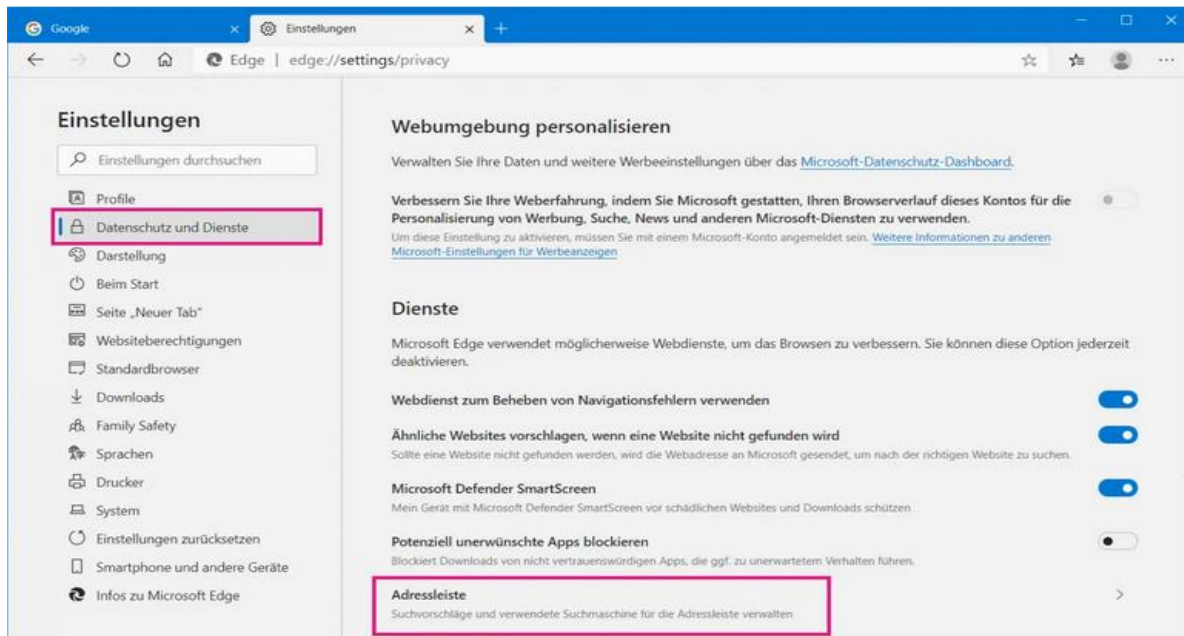 Google
Einstellungen
Edge | edge://settings/privacy
Einstellungen
Einstellungen durchsuchen
Profile
Datenschutz und Dienste
Darstellung
Beim Start
Seite „Neuer Tab"
Websiteberechtigungen
Standardbrowser
Downloads
Family Safety
Sprachen
Drucker
System
Einstellungen zurücksetzen
Smartphone und andere Geräte
Infos zu Microsoft Edge
Webumgebung personalisieren
Verwalten Sie Ihre Daten und weitere Werbeeinstellungen über das Microsoft-Datenschutz-Dashboard.
Verbessern Sie Ihre Weberfahrung, indem Sie Microsoft gestatten, Ihren Browserverlauf dieses Kontos für die
Personalisierung von Werbung, Suche, News und anderen Microsoft-Diensten zu verwenden.
Um diese Einstellung zu aktivieren, müssen Sie mit einem Microsoft-Konto angemeldet sein. Weitere Informationen zu anderen
Microsoft-Einstellungen für Werbeanzeigen
Dienste
Microsoft Edge verwendet möglicherweise Webdienste, um das Browsen zu verbessern. Sie können diese Option jederzeit
deaktivieren.
Webdienst zum Beheben von Navigationsfehlern verwenden
Ähnliche Websites vorschlagen, wenn eine Website nicht gefunden wird
Sollte eine Website nicht gefunden werden, wird die Webadresse an Microsoft gesendet, um nach der richtigen Website zu suchen.
Microsoft Defender SmartScreen
Mein Gerät mit Microsoft Defender SmartScreen vor schädlichen Websites und Downloads schützen
Potenziell unerwünschte Apps blockieren
Blockiert Downloads von nicht vertrauenswürdigen Apps, die ggf. zu unerwartetem Verhalten führen.
Adressleiste
Suchvorschläge und verwendete Suchmaschine für die Adressleiste verwalten